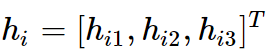 h_i = [h_{i1}, h_{i2}, h_{i3}]^T